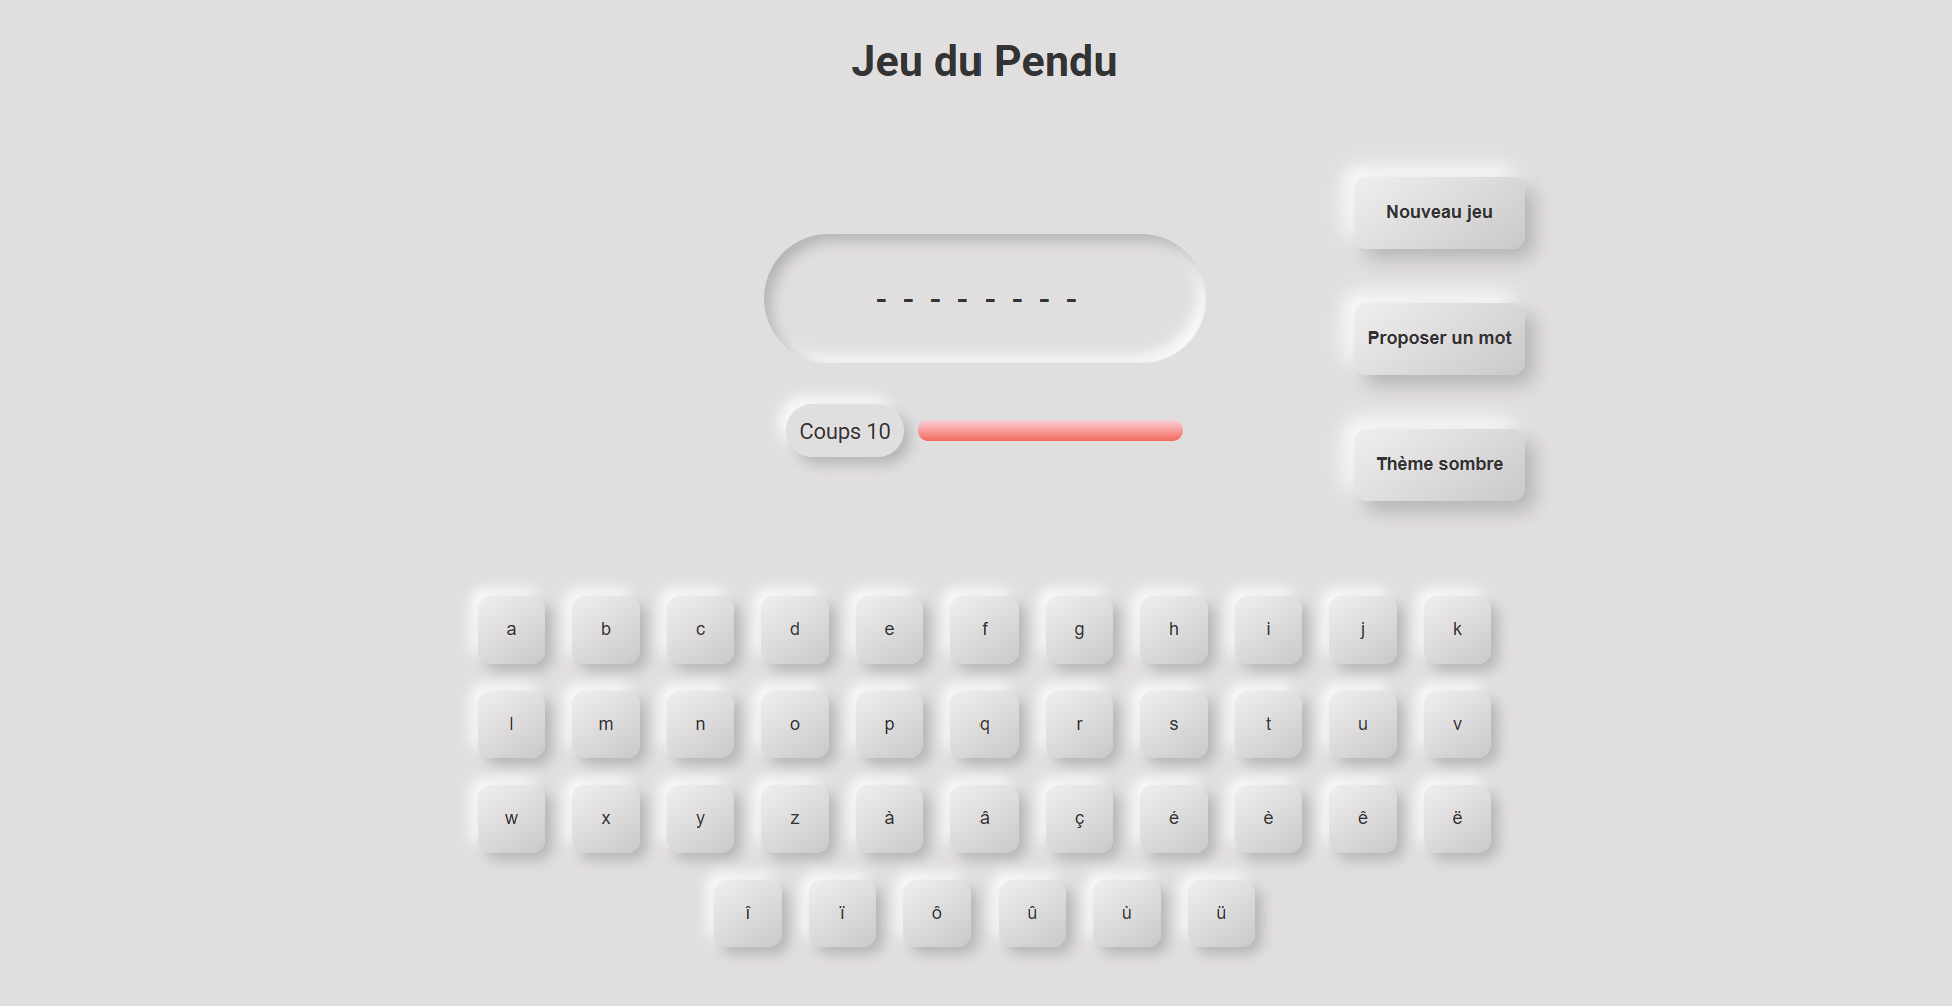 Jeu du Pendu
Nouveau jeu
- - - - - - - -
Proposer un mot
Coups 10
Thème sombre
a b c d e f g h i j k
l m n o p q r s t u v
w x y z à â ç é è ê ë
î ï ô û ù ü